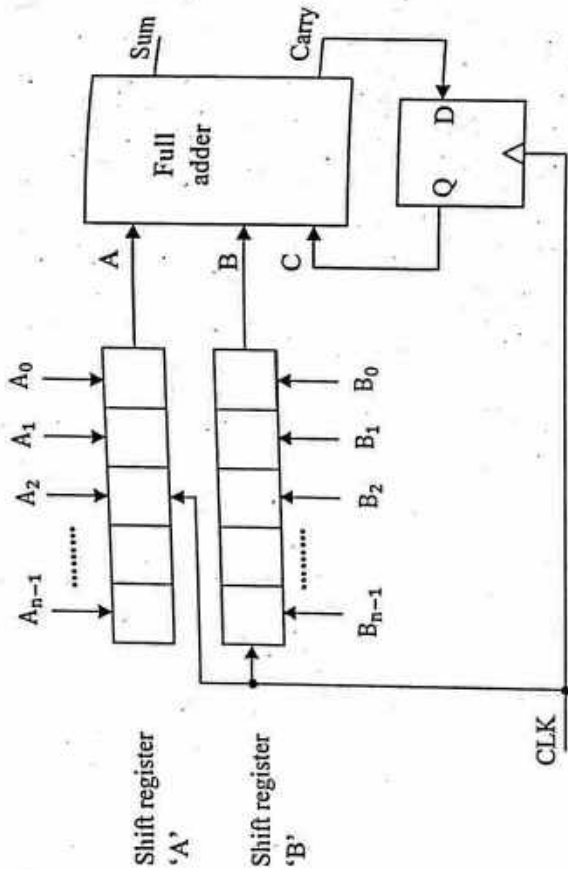 A₀
A₁
A₂
........
Aₙ₋₁
Shift register
‘A’
A
B
C
Full
adder
Sum
Carry
Q
D
Shift register
‘B’
B₀
B₁
B₂
........
Bₙ₋₁
CLK